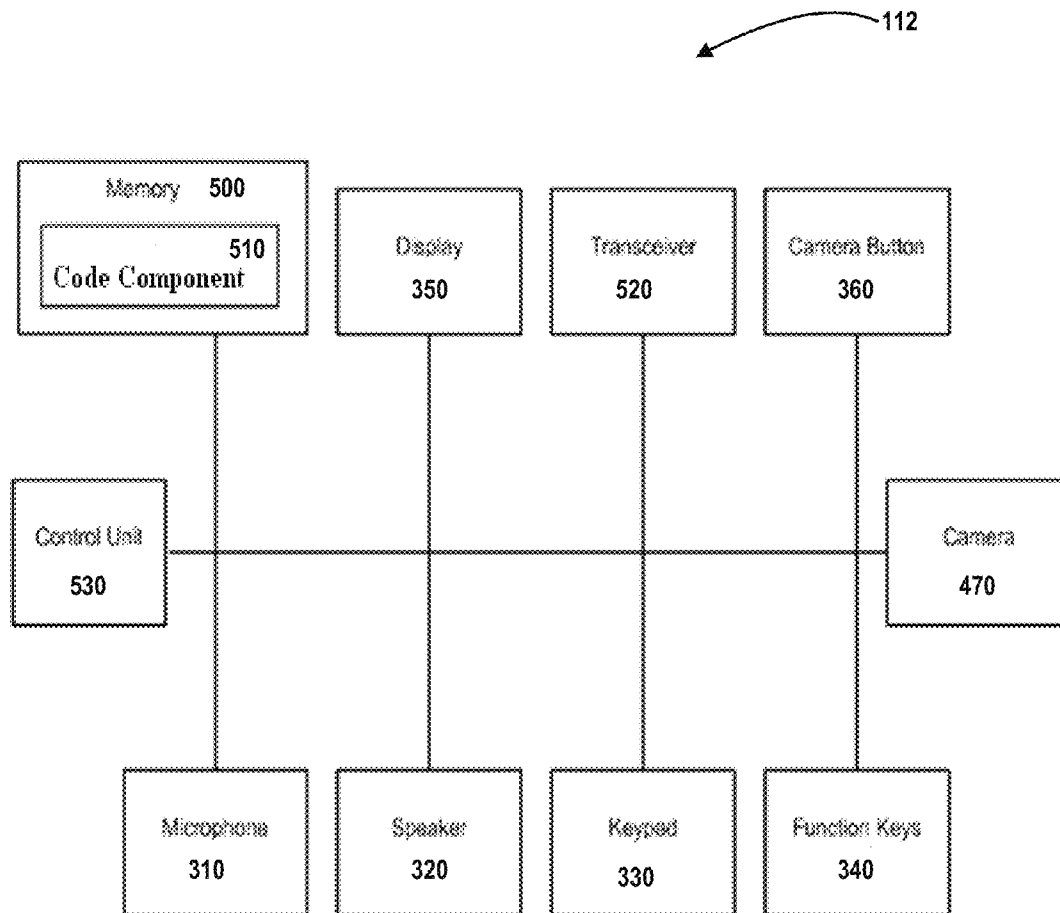 112
Memory 500
510
Code Component
Display
350
Transceiver
520
Camera Button
360
Control Unit
530
Camera
470
Microphone
310
Speaker
320
Keypad
330
Function Keys
340